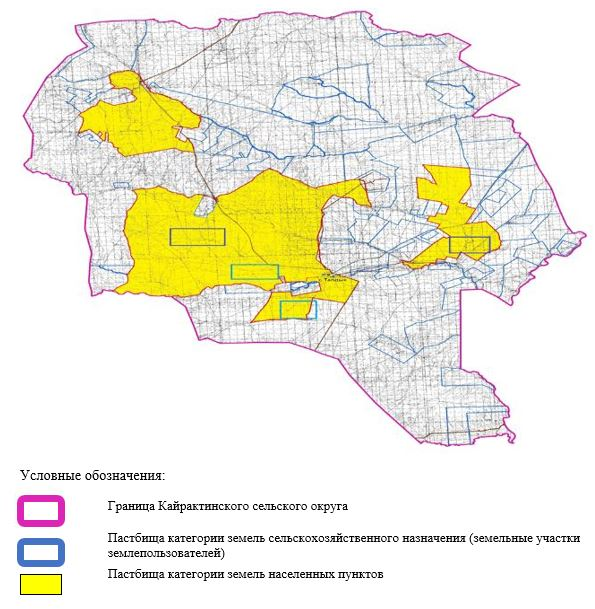 Условные обозначения:
Граница Кайрактинского сельского округа
Пастбища категории земель сельскохозяйственного назначения (земельные участки
землепользователей)
Пастбища категории земель населенных пунктов